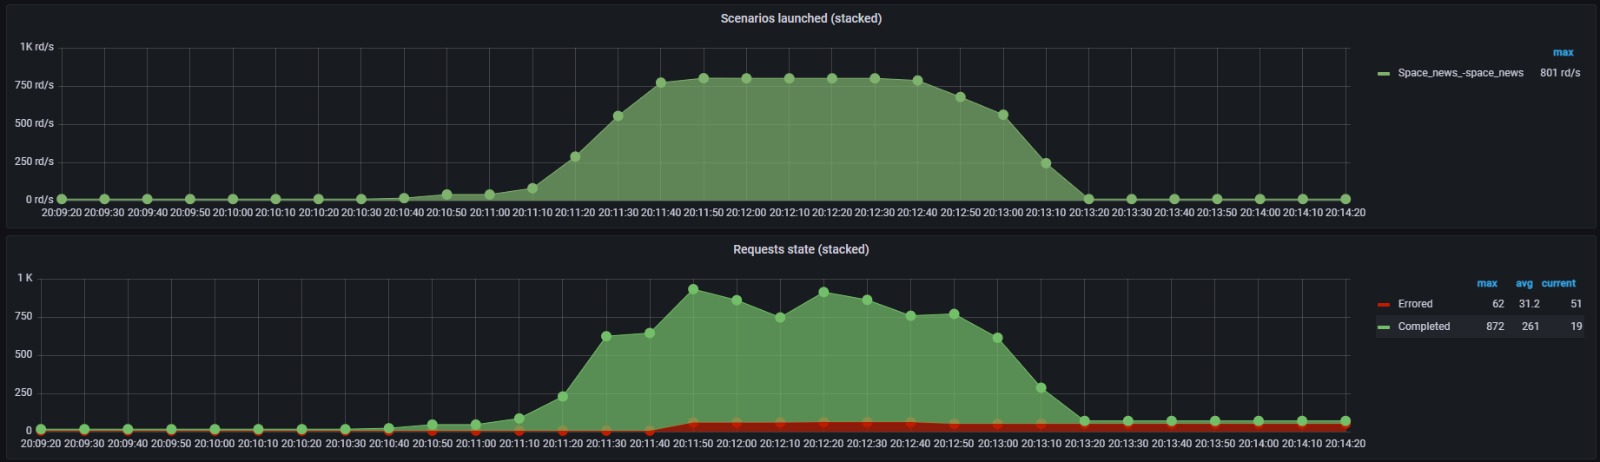 Scenarios launched (stacked)
1K rd/s
750 rd/s
500 rd/s
250 rd/s
0 rd/s
20:09:20 20:09:30 20:09:40 20:09:50 20:10:00 20:10:10 20:10:20 20:10:30 20:10:40 20:10:50 20:11:00 20:11:10 20:11:20 20:11:30 20:11:40 20:11:50 20:12:00 20:12:10 20:12:20 20:12:30 20:12:40 20:12:50 20:13:00 20:13:10 20:13:20 20:13:30 20:13:40 20:13:50 20:14:00 20:14:10 20:14:20
max
Space_news_-space_news 801 rd/s
Requests state (stacked)
1 K
750
500
250
0
20:09:20 20:09:30 20:09:40 20:09:50 20:10:00 20:10:10 20:10:20 20:10:30 20:10:40 20:10:50 20:11:00 20:11:10 20:11:20 20:11:30 20:11:40 20:11:50 20:12:00 20:12:10 20:12:20 20:12:30 20:12:40 20:12:50 20:13:00 20:13:10 20:13:20 20:13:30 20:13:40 20:13:50 20:14:00 20:14:10 20:14:20
max avg current
Errored 62 31.2 51
Completed 872 261 19